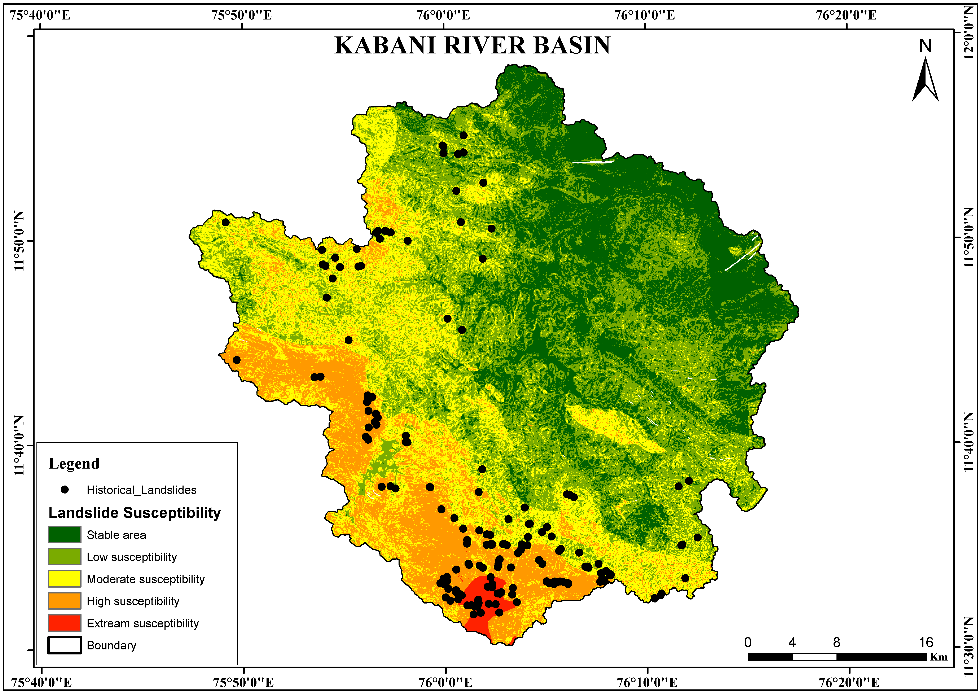 75°40'0"E 75°50'0"E 76°0'0"E 76°10'0"E 76°20'0"E
KABANI RIVER BASIN
N
12°0'0"N
11°50'0"N 11°50'0"N
11°40'0"N 11°40'0"N
11°30'0"N
Legend
Historical_Landslides
Landslide Susceptibility
Stable area
Low susceptibility
Moderate susceptibility
High susceptibility
Extream susceptibility
Boundary
0 4 8 16
Km
75°40'0"E 75°50'0"E 76°0'0"E 76°10'0"E 76°20'0"E